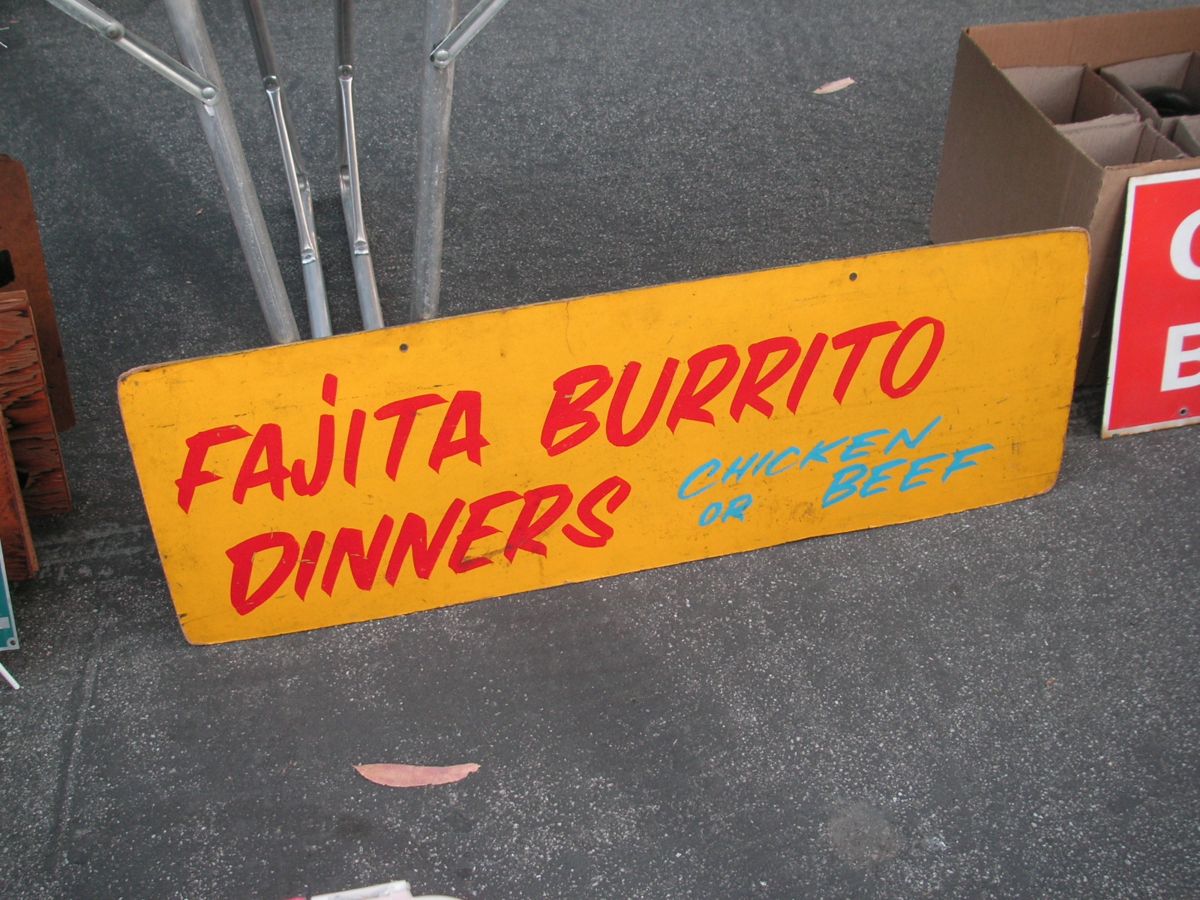 FAJITA BURRITO
DINNERS CHICKEN
OR BEEF